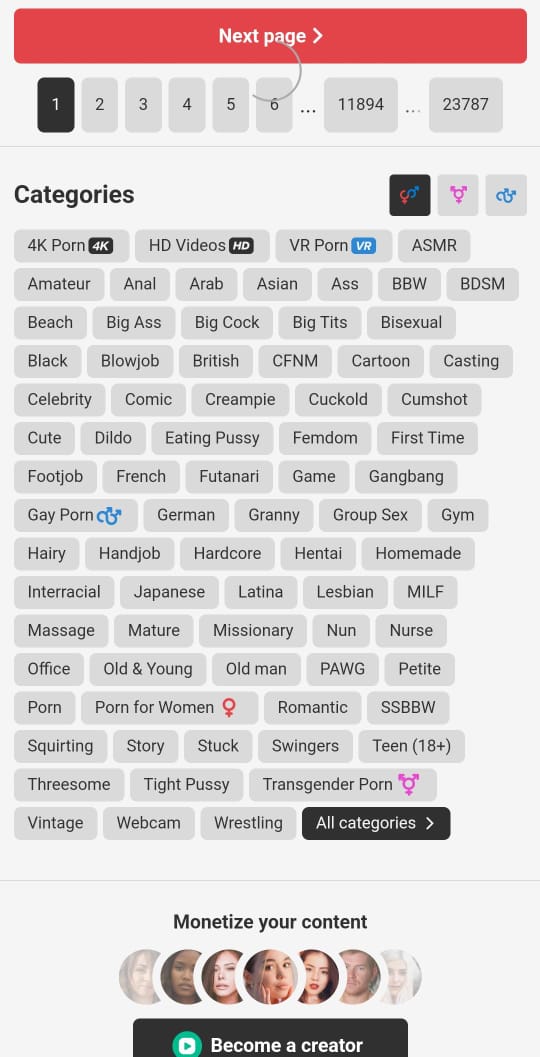 Next page
1 2 3 4 5 6 ... 11894 ... 23787
Categories
4K Porn 4K HD Videos HD VR Porn VR ASMR
Amateur Anal Arab Asian Ass BBW BDSM
Beach Big Ass Big Cock Big Tits Bisexual
Black Blowjob British CFNM Cartoon Casting
Celebrity Comic Creampie Cuckold Cumshot
Cute Dildo Eating Pussy Femdom First Time
Footjob French Futanari Game Gangbang
Gay Porn German Granny Group Sex Gym
Hairy Handjob Hardcore Hentai Homemade
Interracial Japanese Latina Lesbian MILF
Massage Mature Missionary Nun Nurse
Office Old & Young Old man PAWG Petite
Porn Porn for Women Romantic SSBBW
Squirting Story Stuck Swingers Teen (18+)
Threesome Tight Pussy Transgender Porn
Vintage Webcam Wrestling All categories
Monetize your content
Become a creator